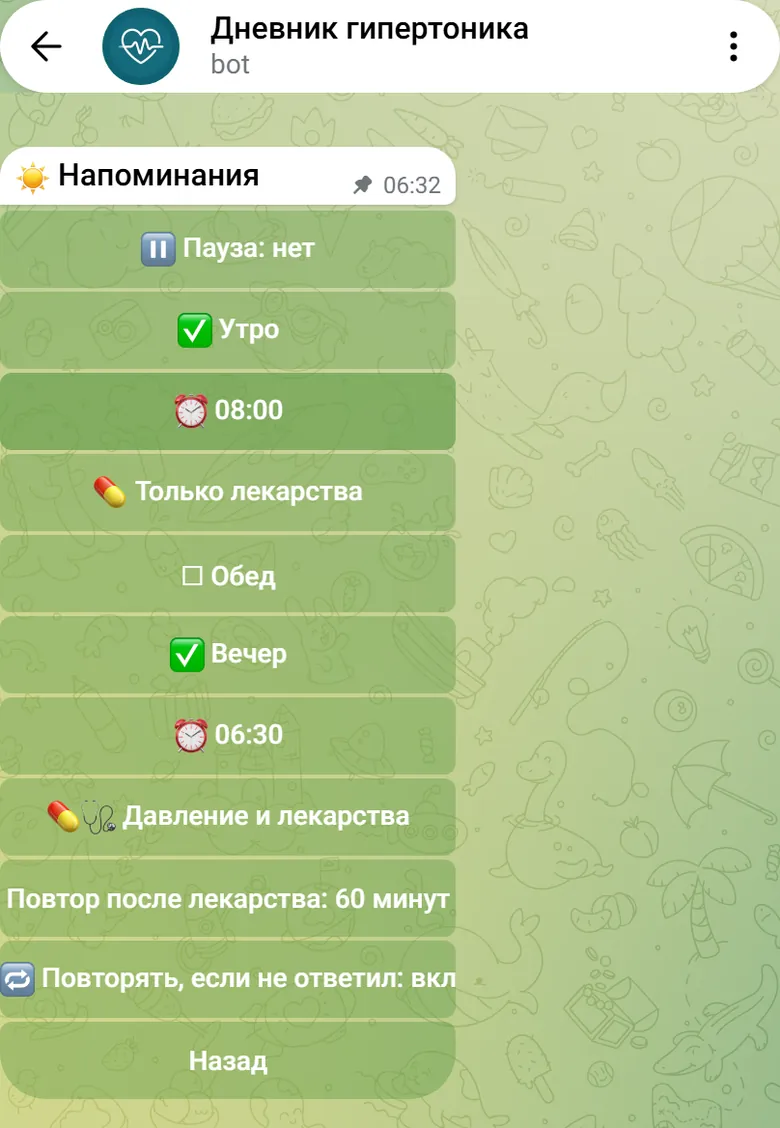 Дневник гипертоника
bot
☀️ Напоминания
06:32
⏸️ Пауза: нет
✅ Утро
⏰ 08:00
💊 Только лекарства
☐ Обед
✅ Вечер
⏰ 06:30
💊🩺 Давление и лекарства
Повтор после лекарства: 60 минут
🔁 Повторять, если не ответил: вкл
Назад